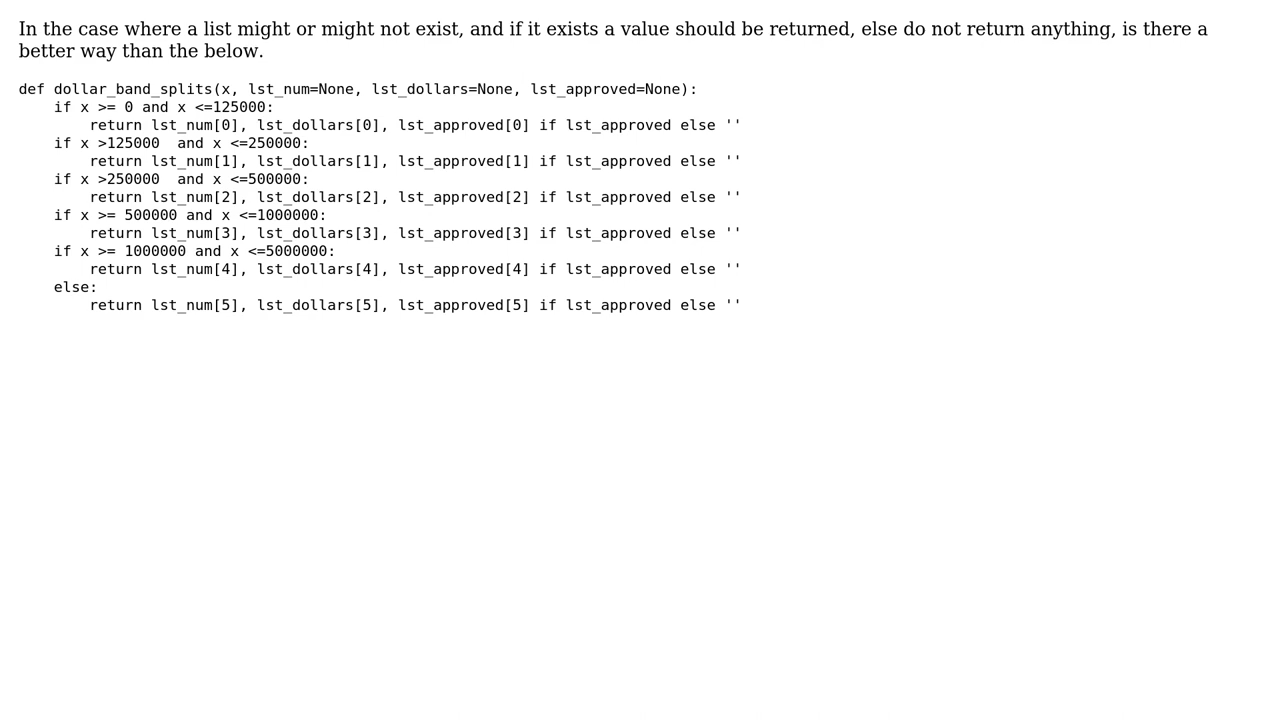 In the case where a list might or might not exist, and if it exists a value should be returned, else do not return anything, is there a
better way than the below.
def dollar_band_splits(x, lst_num=None, lst_dollars=None, lst_approved=None):
    if x >= 0 and x <=125000:
        return lst_num[0], lst_dollars[0], lst_approved[0] if lst_approved else ''
    if x >125000  and x <=250000:
        return lst_num[1], lst_dollars[1], lst_approved[1] if lst_approved else ''
    if x >250000  and x <=500000:
        return lst_num[2], lst_dollars[2], lst_approved[2] if lst_approved else ''
    if x >= 500000 and x <=1000000:
        return lst_num[3], lst_dollars[3], lst_approved[3] if lst_approved else ''
    if x >= 1000000 and x <=5000000:
        return lst_num[4], lst_dollars[4], lst_approved[4] if lst_approved else ''
    else:
        return lst_num[5], lst_dollars[5], lst_approved[5] if lst_approved else ''